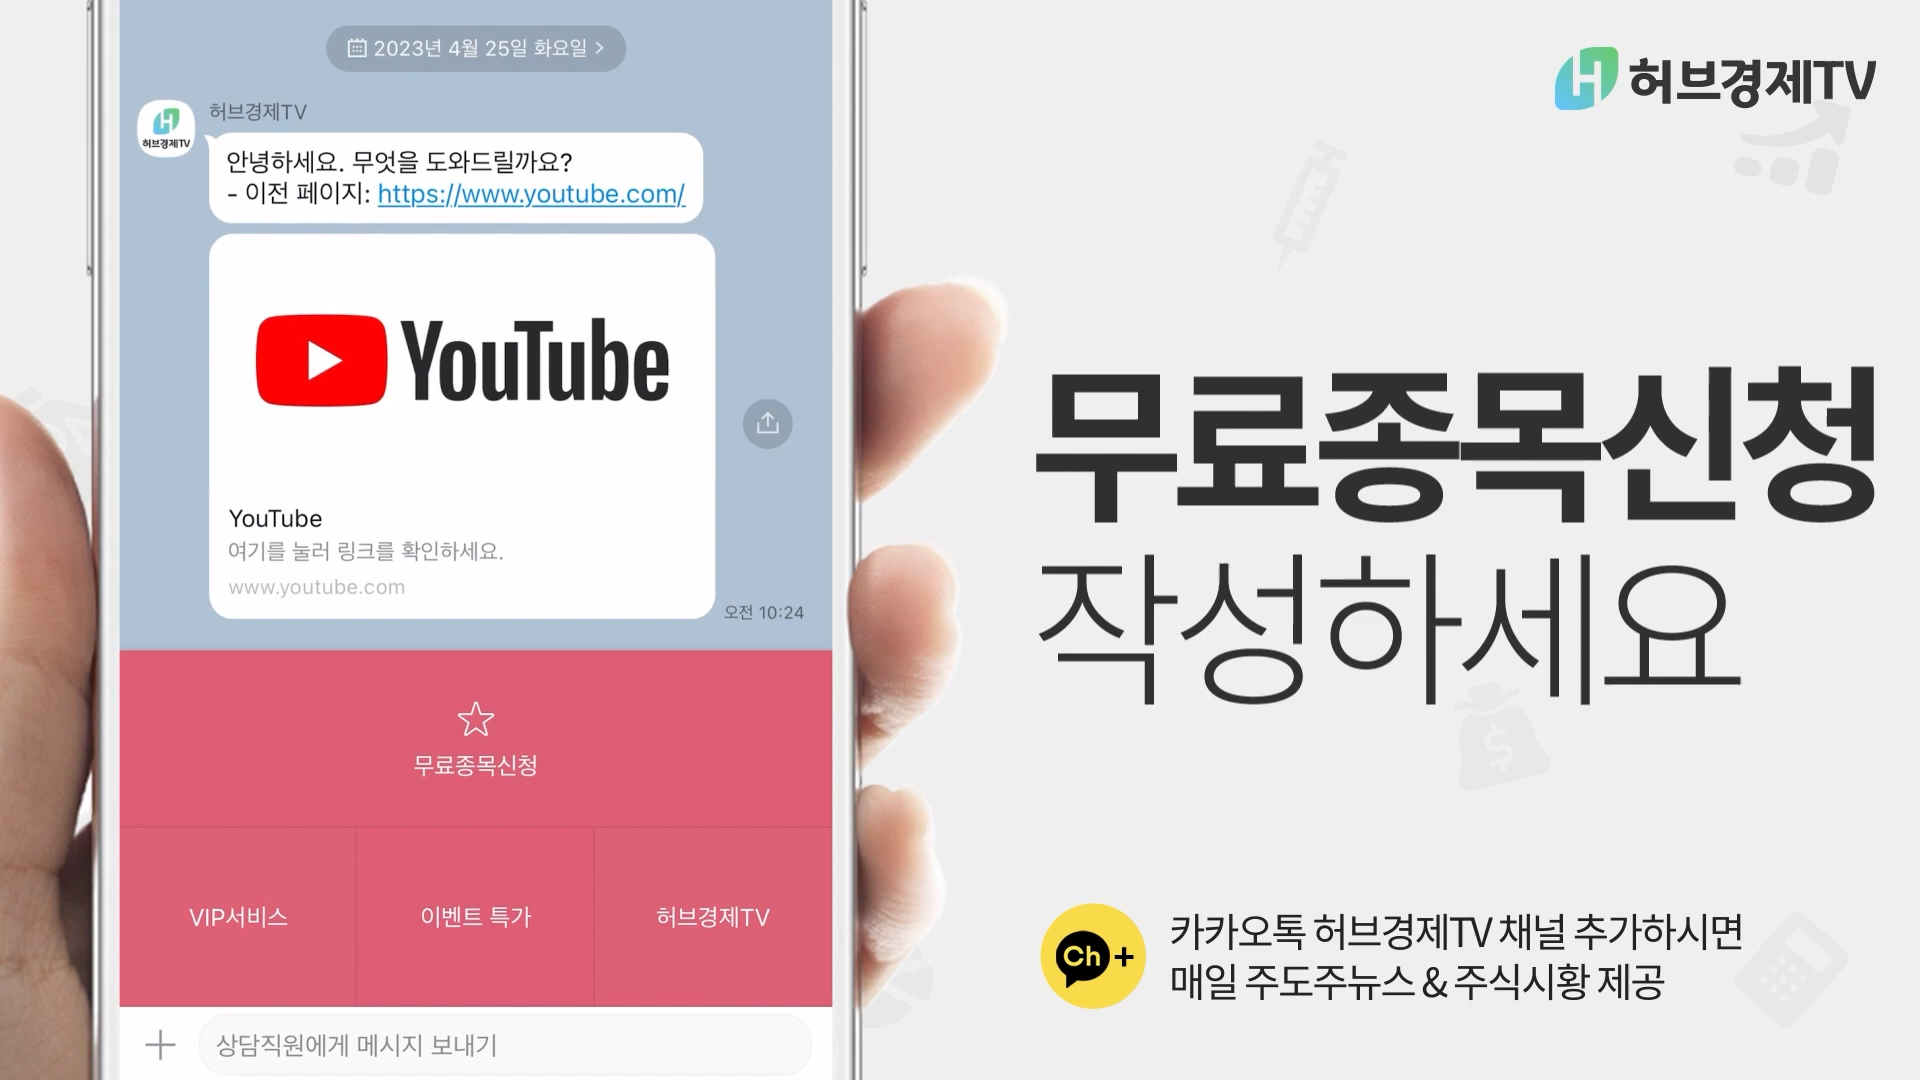 2023년 4월 25일 화요일 >
허브경제TV
허브경제TV
안녕하세요. 무엇을 도와드릴까요?
- 이전 페이지: https://www.youtube.com/
YouTube
YouTube
여기를 눌러 링크를 확인하세요.
www.youtube.com
오전 10:24
무료종목신청
VIP서비스
이벤트 특가
허브경제TV
상담직원에게 메시지 보내기
허브경제TV
무료종목신청
작성하세요
Ch+
카카오톡 허브경제TV 채널 추가하시면
매일 주도주뉴스 & 주식시황 제공